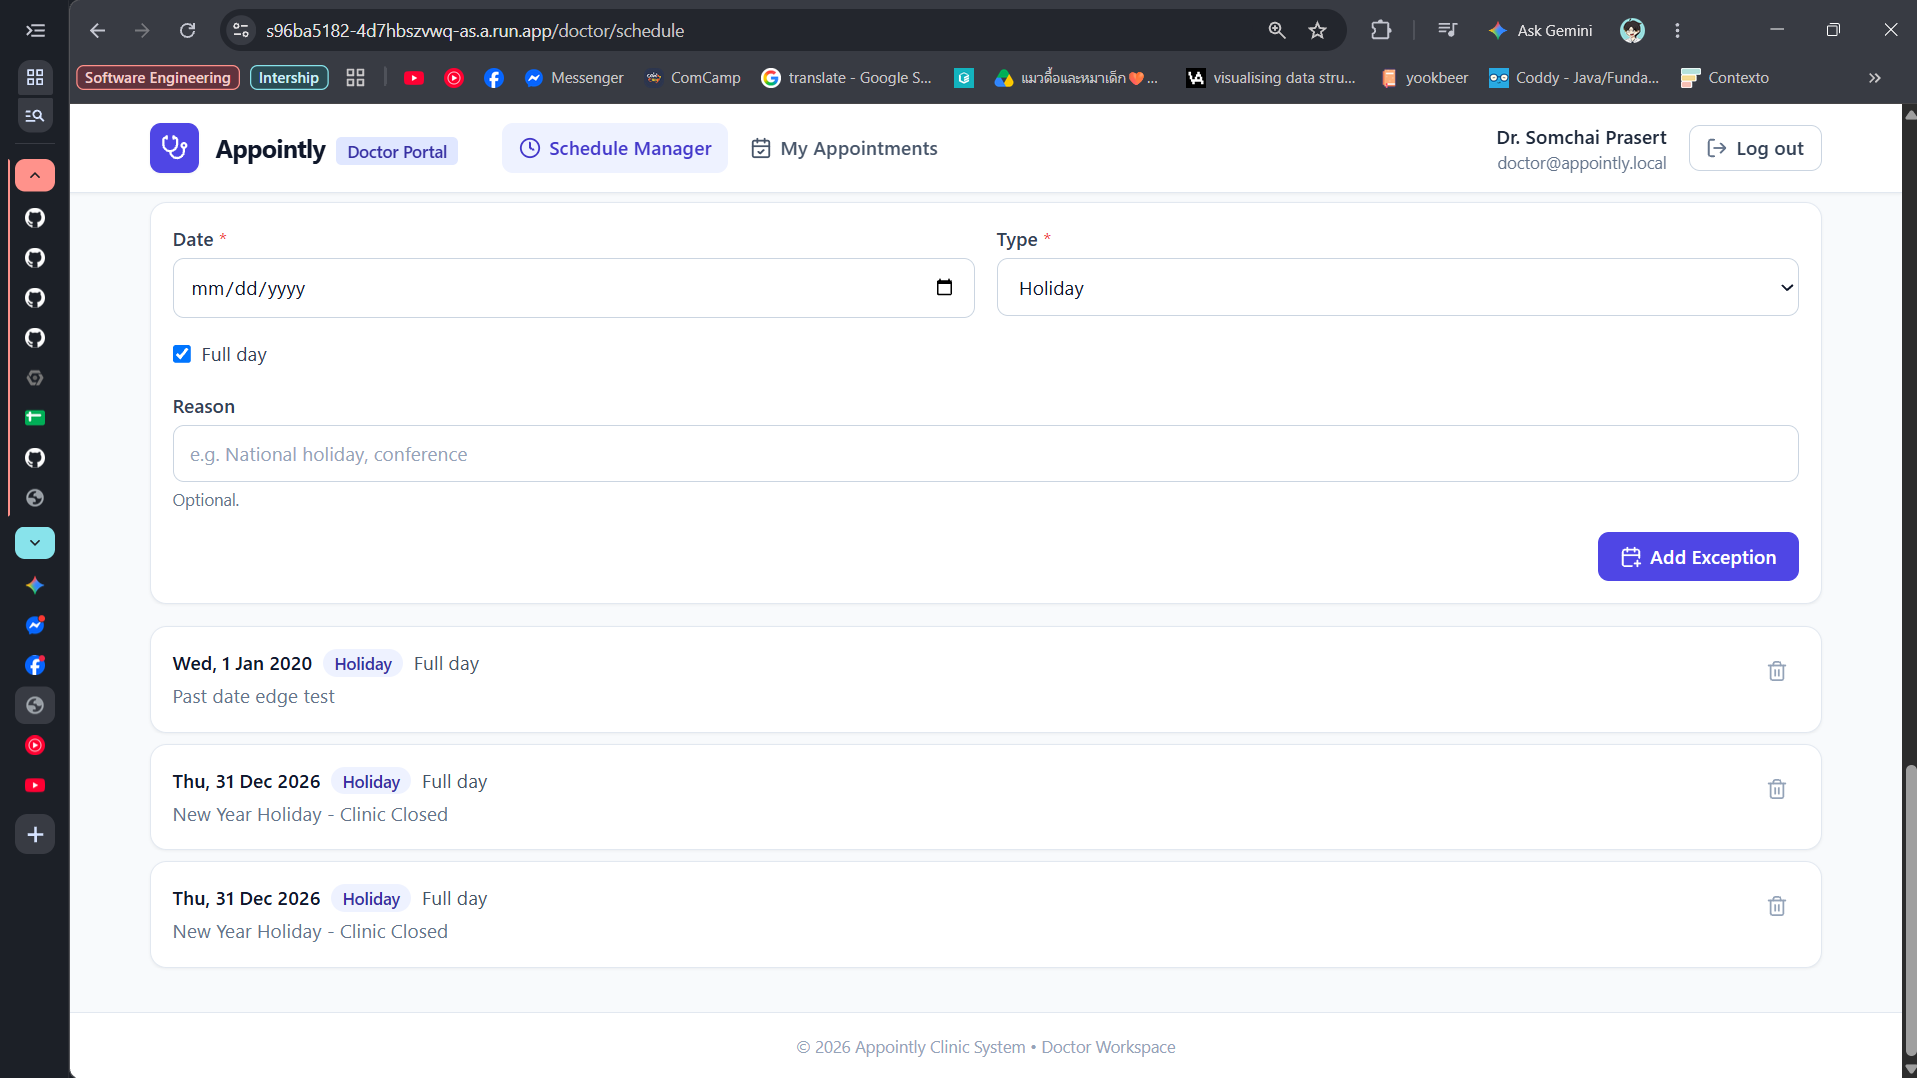 s96ba5182-4d7hbszvwq-as.a.run.app/doctor/schedule
Ask Gemini
Software Engineering
Intership
Messenger
ComCamp
translate - Google S...
แมวดื้อและหมาเด็ก❤️...
visualising data stru...
yookbeer
Coddy - Java/Funda...
Contexto
Appointly
Doctor Portal
Schedule Manager
My Appointments
Dr. Somchai Prasert
doctor@appointly.local
Log out
Date *
Type *
mm/dd/yyyy
Holiday
Full day
Reason
e.g. National holiday, conference
Optional.
Add Exception
Wed, 1 Jan 2020 Holiday Full day
Past date edge test
Thu, 31 Dec 2026 Holiday Full day
New Year Holiday - Clinic Closed
Thu, 31 Dec 2026 Holiday Full day
New Year Holiday - Clinic Closed
© 2026 Appointly Clinic System • Doctor Workspace